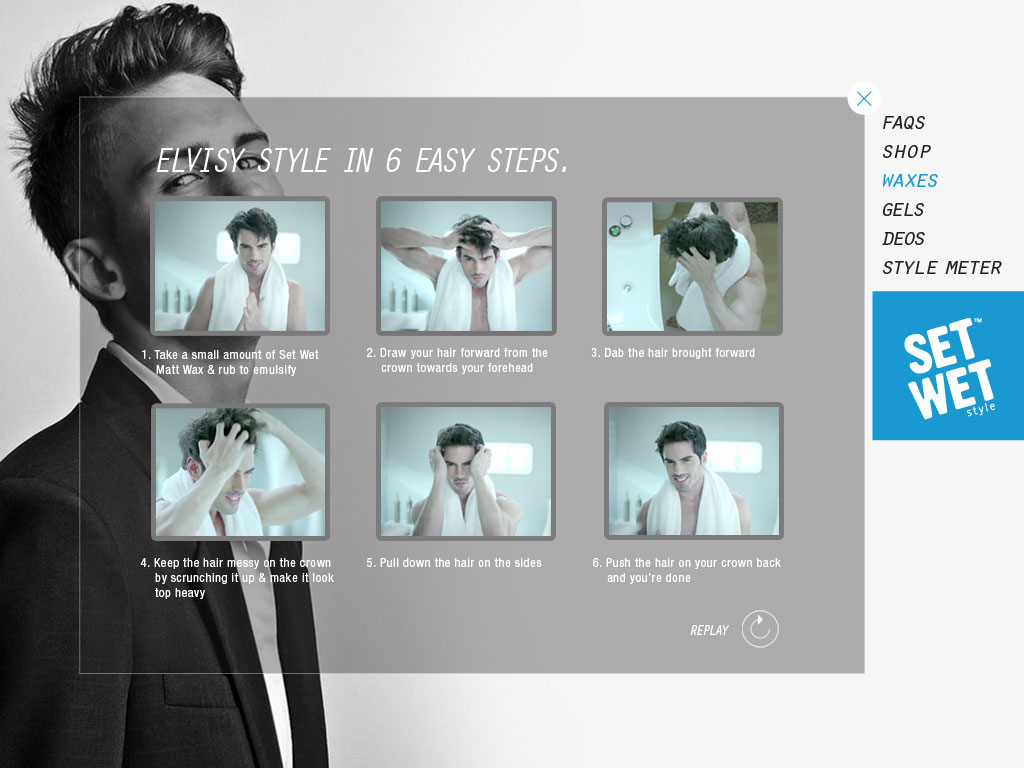 ELVISY STYLE IN 6 EASY STEPS.
1. Take a small amount of Set Wet
Matt Wax & rub to emulsify
2. Draw your hair forward from the
crown towards your forehead
3. Dab the hair brought forward
4. Keep the hair messy on the crown
by scrunching it up & make it look
top heavy
5. Pull down the hair on the sides
6. Push the hair on your crown back
and you're done
REPLAY
FAQS
SHOP
WAXES
GELS
DEOS
STYLE METER
SET™
WET
style